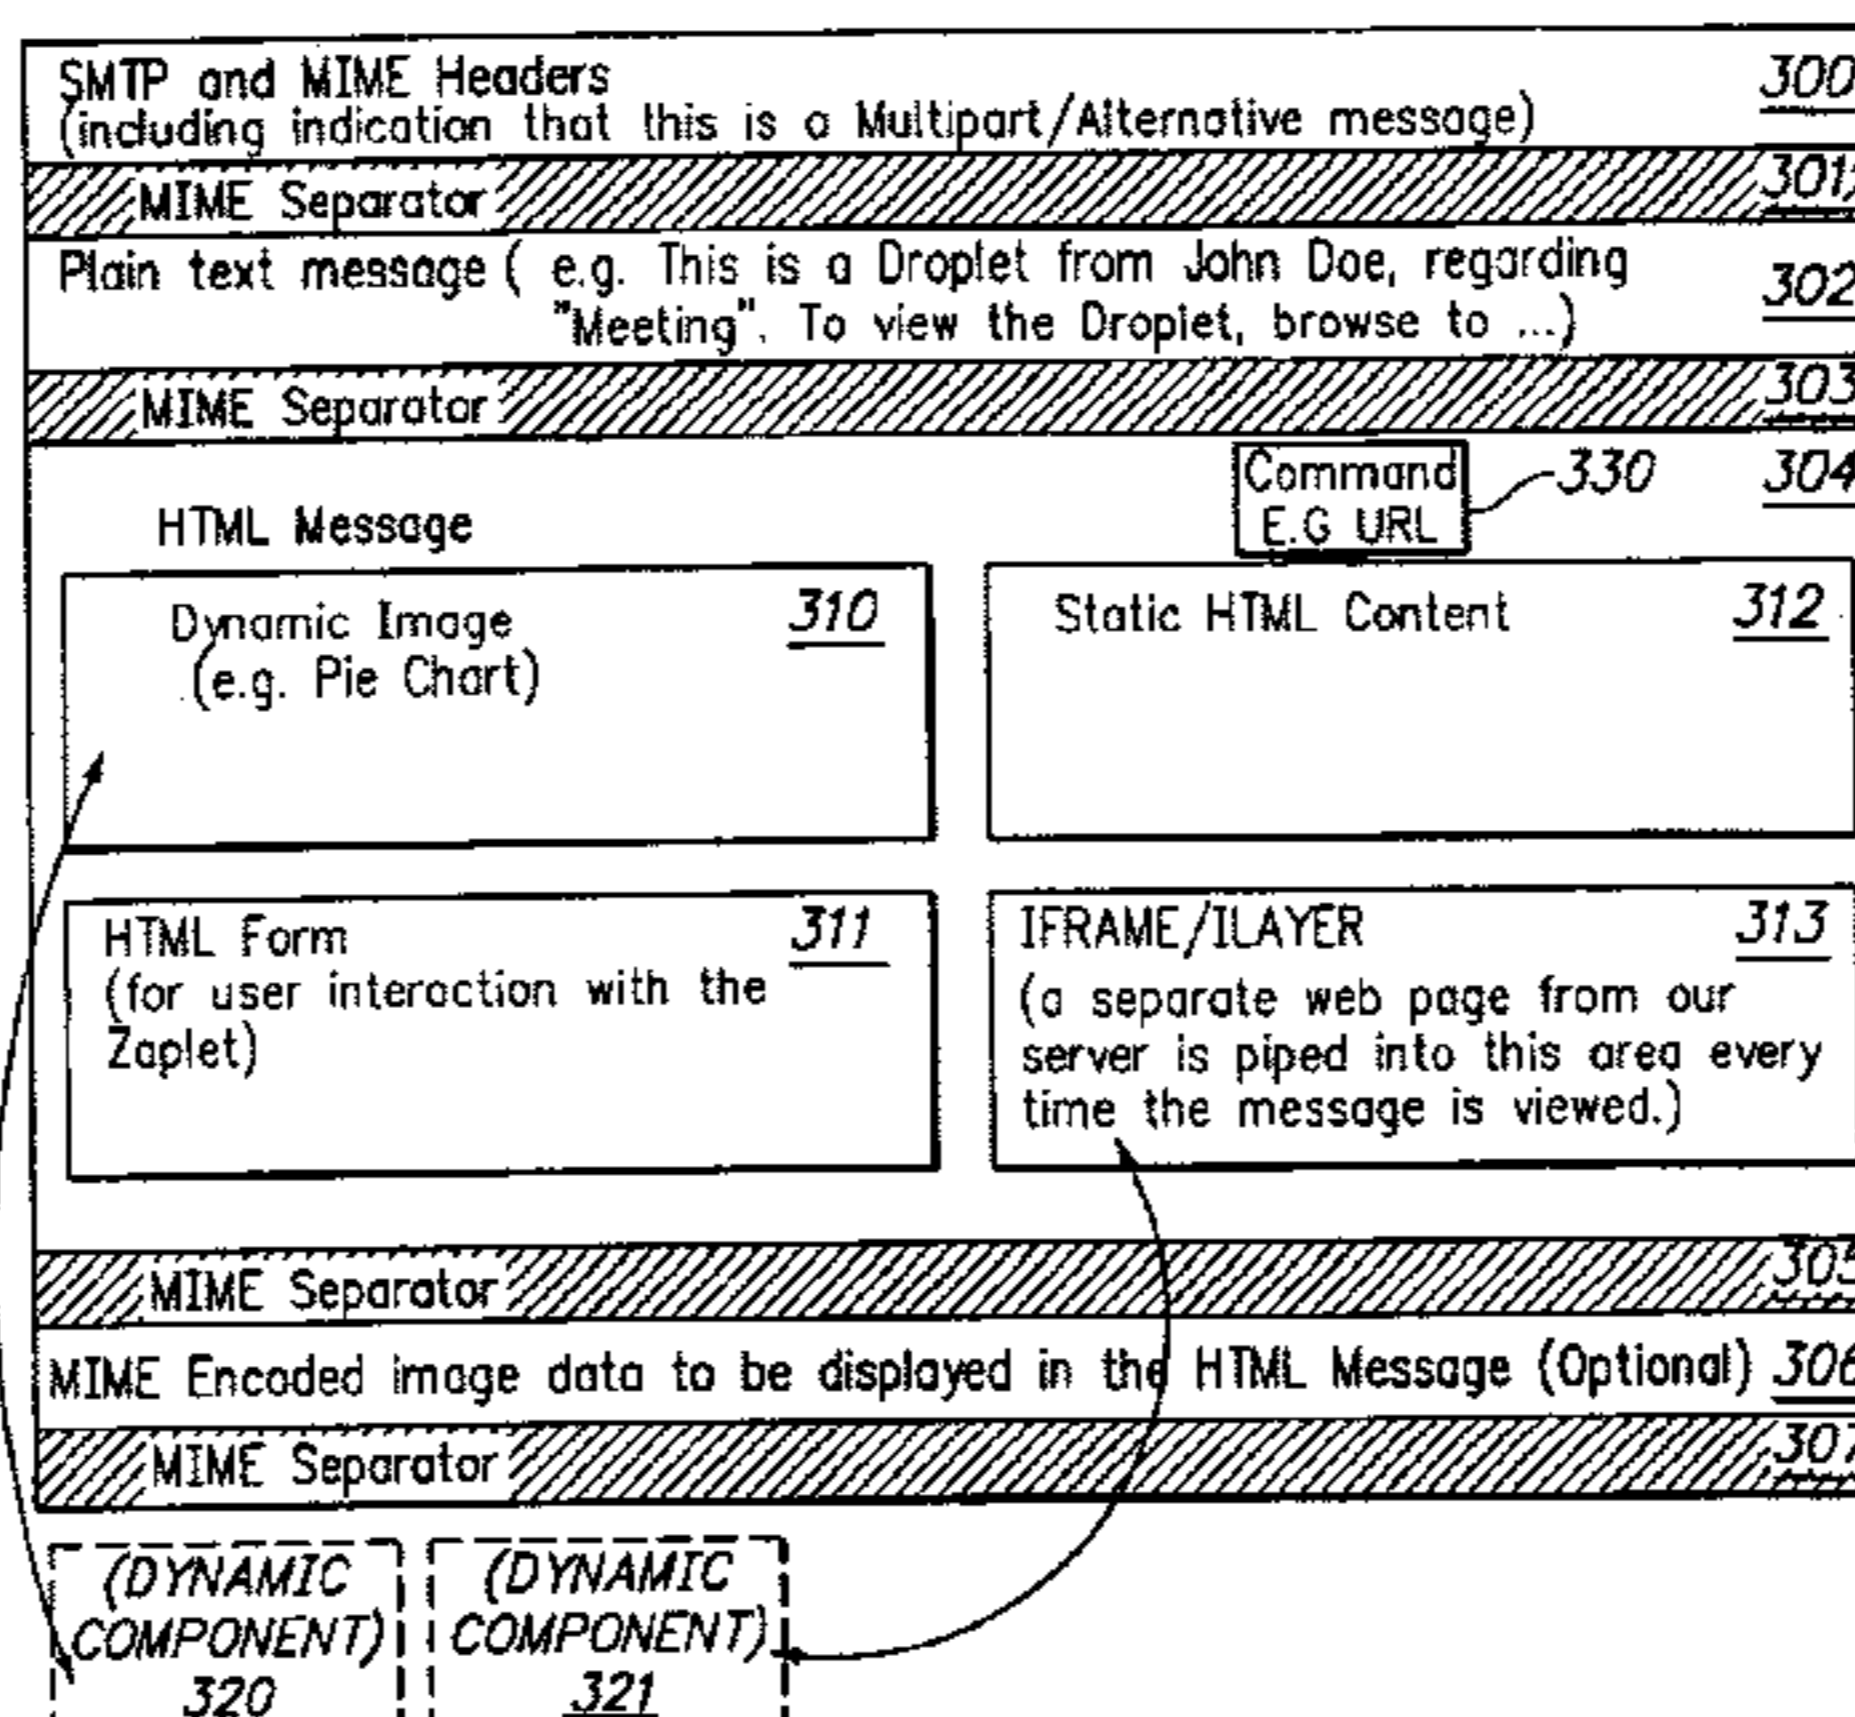 SMTP and MIME Headers 300
(including indication that this is a Multipart/Alternative message)
MIME Separator 301
Plain text message ( e.g. This is a Droplet from John Doe, regarding
"Meeting". To view the Droplet, browse to ...) 302
MIME Separator 303
Command 330 304
E.G URL
HTML Message
Dynamic Image 310
(e.g. Pie Chart)
Static HTML Content 312
HTML Form 311
(for user interaction with the
Zaplet)
IFRAME/ILAYER 313
(a separate web page from our
server is piped into this area every
time the message is viewed.)
MIME Separator 305
MIME Encoded image data to be displayed in the HTML Message (Optional) 306
MIME Separator 307
(DYNAMIC
COMPONENT)
320
(DYNAMIC
COMPONENT)
321